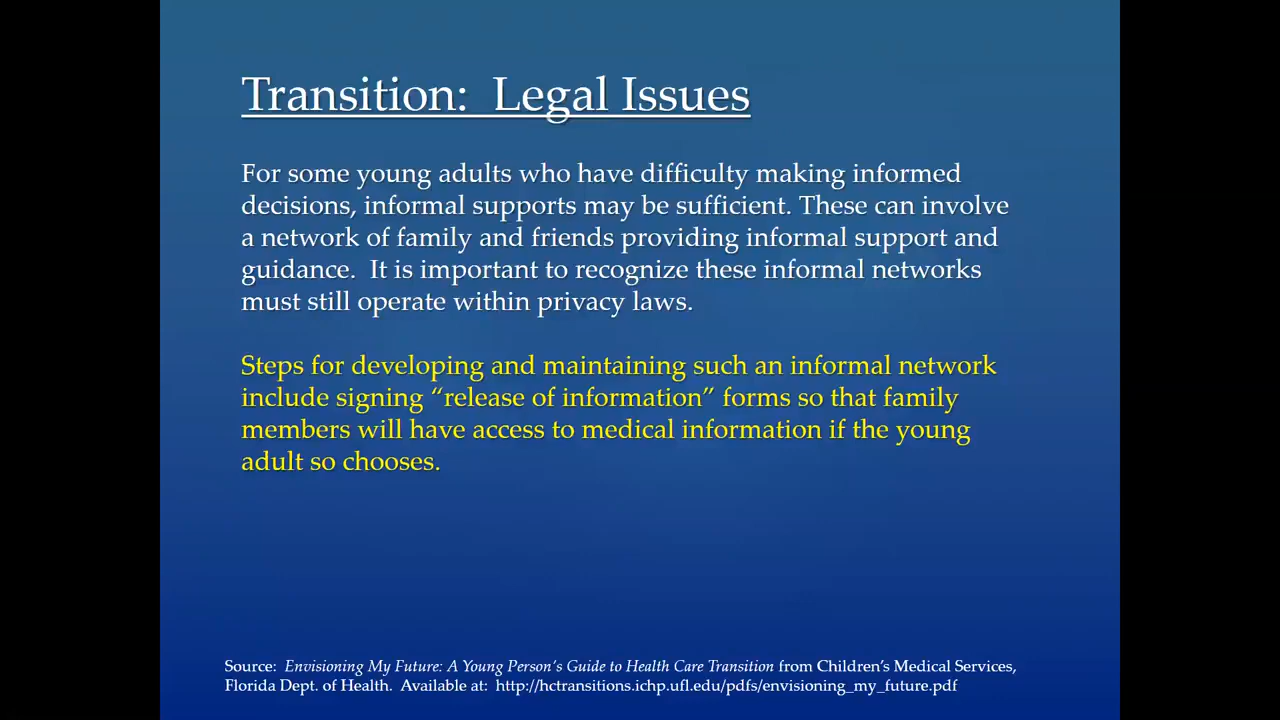 Transition:  Legal Issues
For some young adults who have difficulty making informed
decisions, informal supports may be sufficient. These can involve
a network of family and friends providing informal support and
guidance.  It is important to recognize these informal networks
must still operate within privacy laws.
Steps for developing and maintaining such an informal network
include signing “release of information” forms so that family
members will have access to medical information if the young
adult so chooses.
Source:  Envisioning My Future: A Young Person’s Guide to Health Care Transition from Children’s Medical Services,
Florida Dept. of Health.  Available at:  http://hctransitions.ichp.ufl.edu/pdfs/envisioning_my_future.pdf